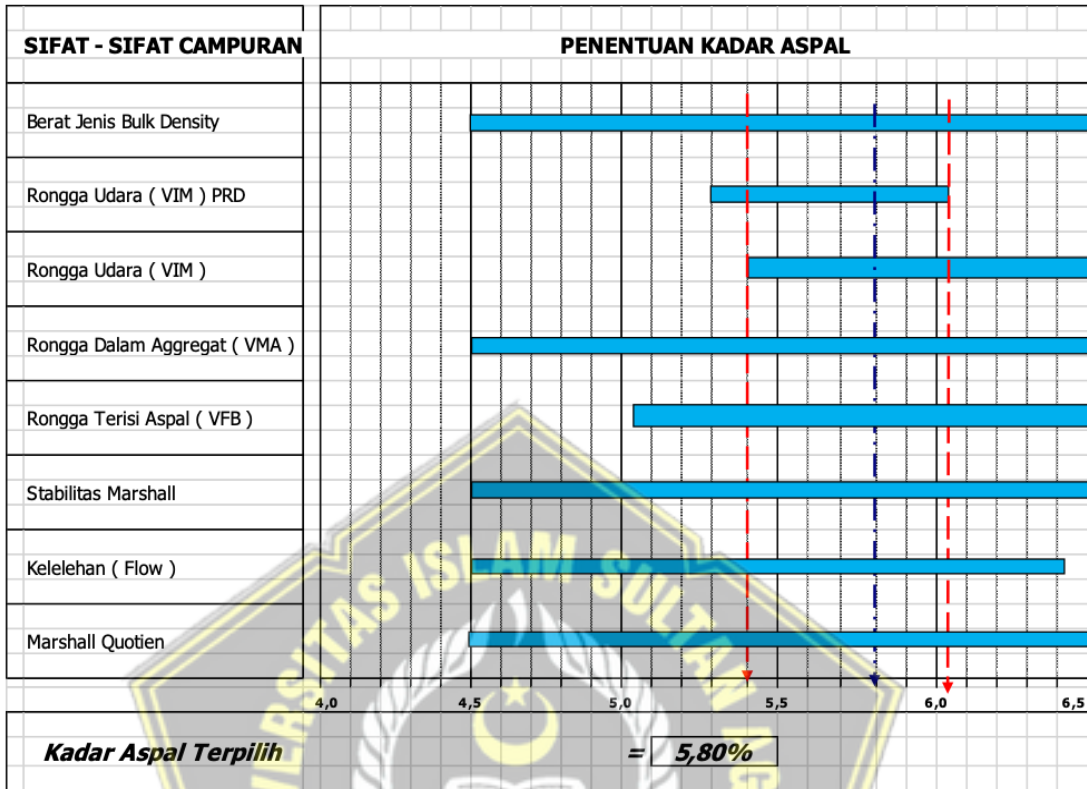 SIFAT - SIFAT CAMPURAN
PENENTUAN KADAR ASPAL
Berat Jenis Bulk Density
Rongga Udara ( VIM ) PRD
Rongga Udara ( VIM )
Rongga Dalam Aggregat ( VMA )
Rongga Terisi Aspal ( VFB )
Stabilitas Marshall
Kelelehan ( Flow )
Marshall Quotien
4,0 4,5 5,0 5,5 6,0 6,5
Kadar Aspal Terpilih = 5,80%
ISLAM SULTAN